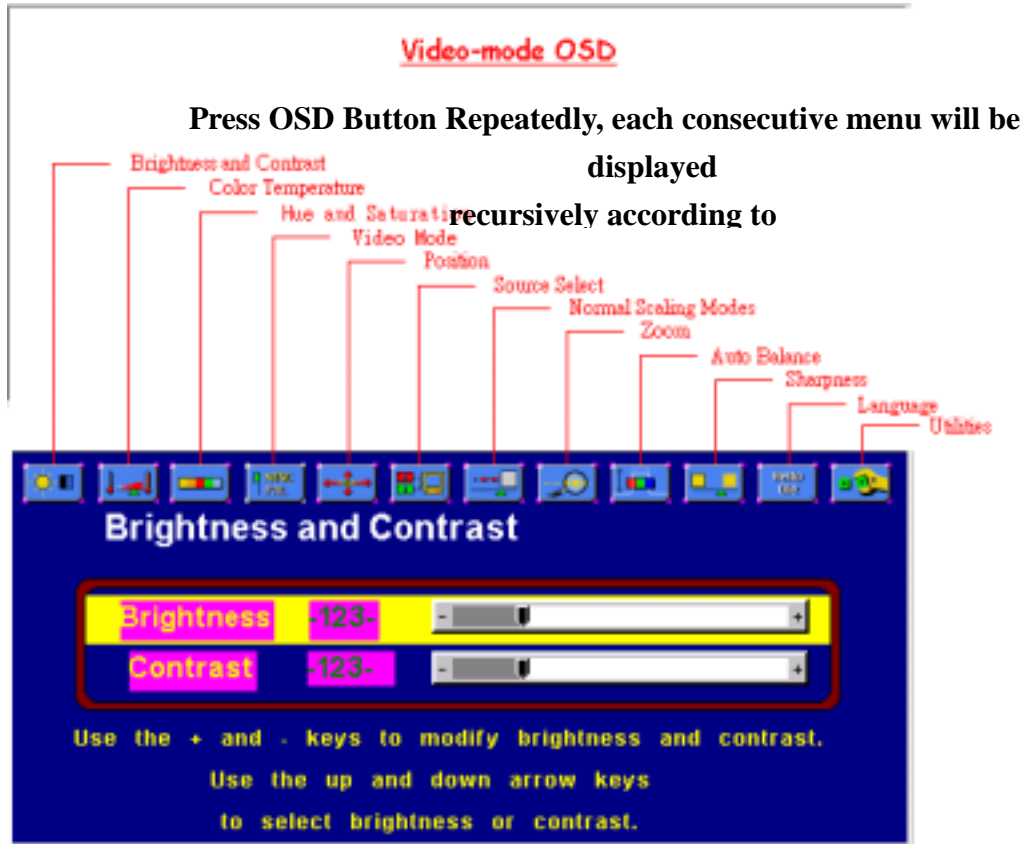 Video-mode OSD
Press OSD Button Repeatedly, each consecutive menu will be
displayed
recursively according to
Brightness and Contrast
Color Temperature
Hue and Saturation
Video Mode
Position
Source Select
Normal Scaling Modes
Zoom
Auto Balance
Sharpness
Language
Utilities
Brightness and Contrast
Brightness -123- - +
Contrast -123- - +
Use the + and - keys to modify brightness and contrast.
Use the up and down arrow keys
to select brightness or contrast.